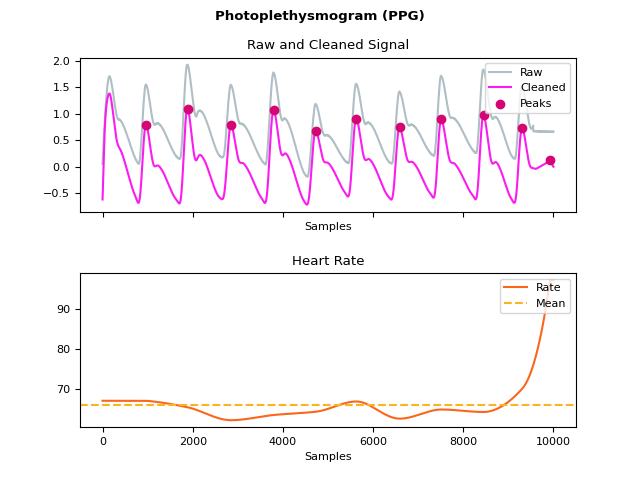 Photoplethysmogram (PPG)
Raw and Cleaned Signal
2.0
1.5
1.0
0.5
0.0
−0.5
Raw
Cleaned
Peaks
Samples
Heart Rate
90
80
70
Rate
Mean
0 2000 4000 6000 8000 10000
Samples